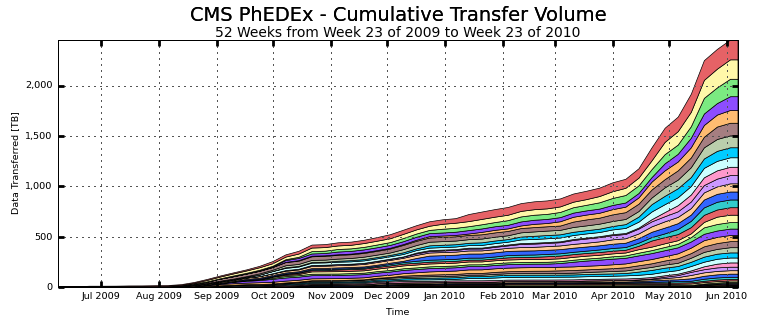 CMS PhEDEx - Cumulative Transfer Volume
52 Weeks from Week 23 of 2009 to Week 23 of 2010
Data Transferred [TB]
2,000
1,500
1,000
500
0
Jul 2009 Aug 2009 Sep 2009 Oct 2009 Nov 2009 Dec 2009 Jan 2010 Feb 2010 Mar 2010 Apr 2010 May 2010 Jun 2010
Time